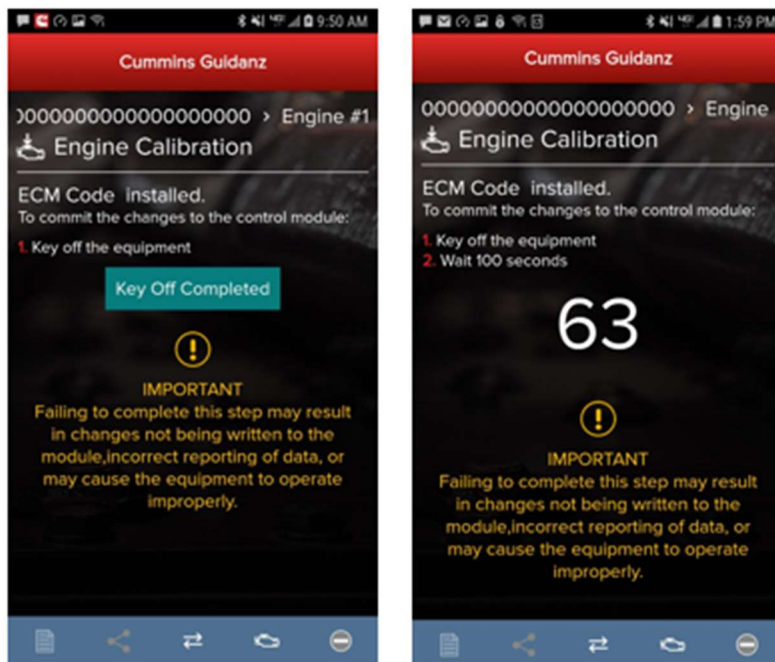 9:50 AM
Cummins Guidanz
00000000000000000000 > Engine #1
Engine Calibration
ECM Code installed.
To commit the changes to the control module:
1. Key off the equipment
Key Off Completed
IMPORTANT
Failing to complete this step may result
in changes not being written to the
module,incorrect reporting of data, or
may cause the equipment to operate
improperly.
1:59 PM
Cummins Guidanz
00000000000000000000 > Engine
Engine Calibration
ECM Code installed.
To commit the changes to the control module:
1. Key off the equipment
2. Wait 100 seconds
63
IMPORTANT
Failing to complete this step may result
in changes not being written to the
module,incorrect reporting of data, or
may cause the equipment to operate
improperly.